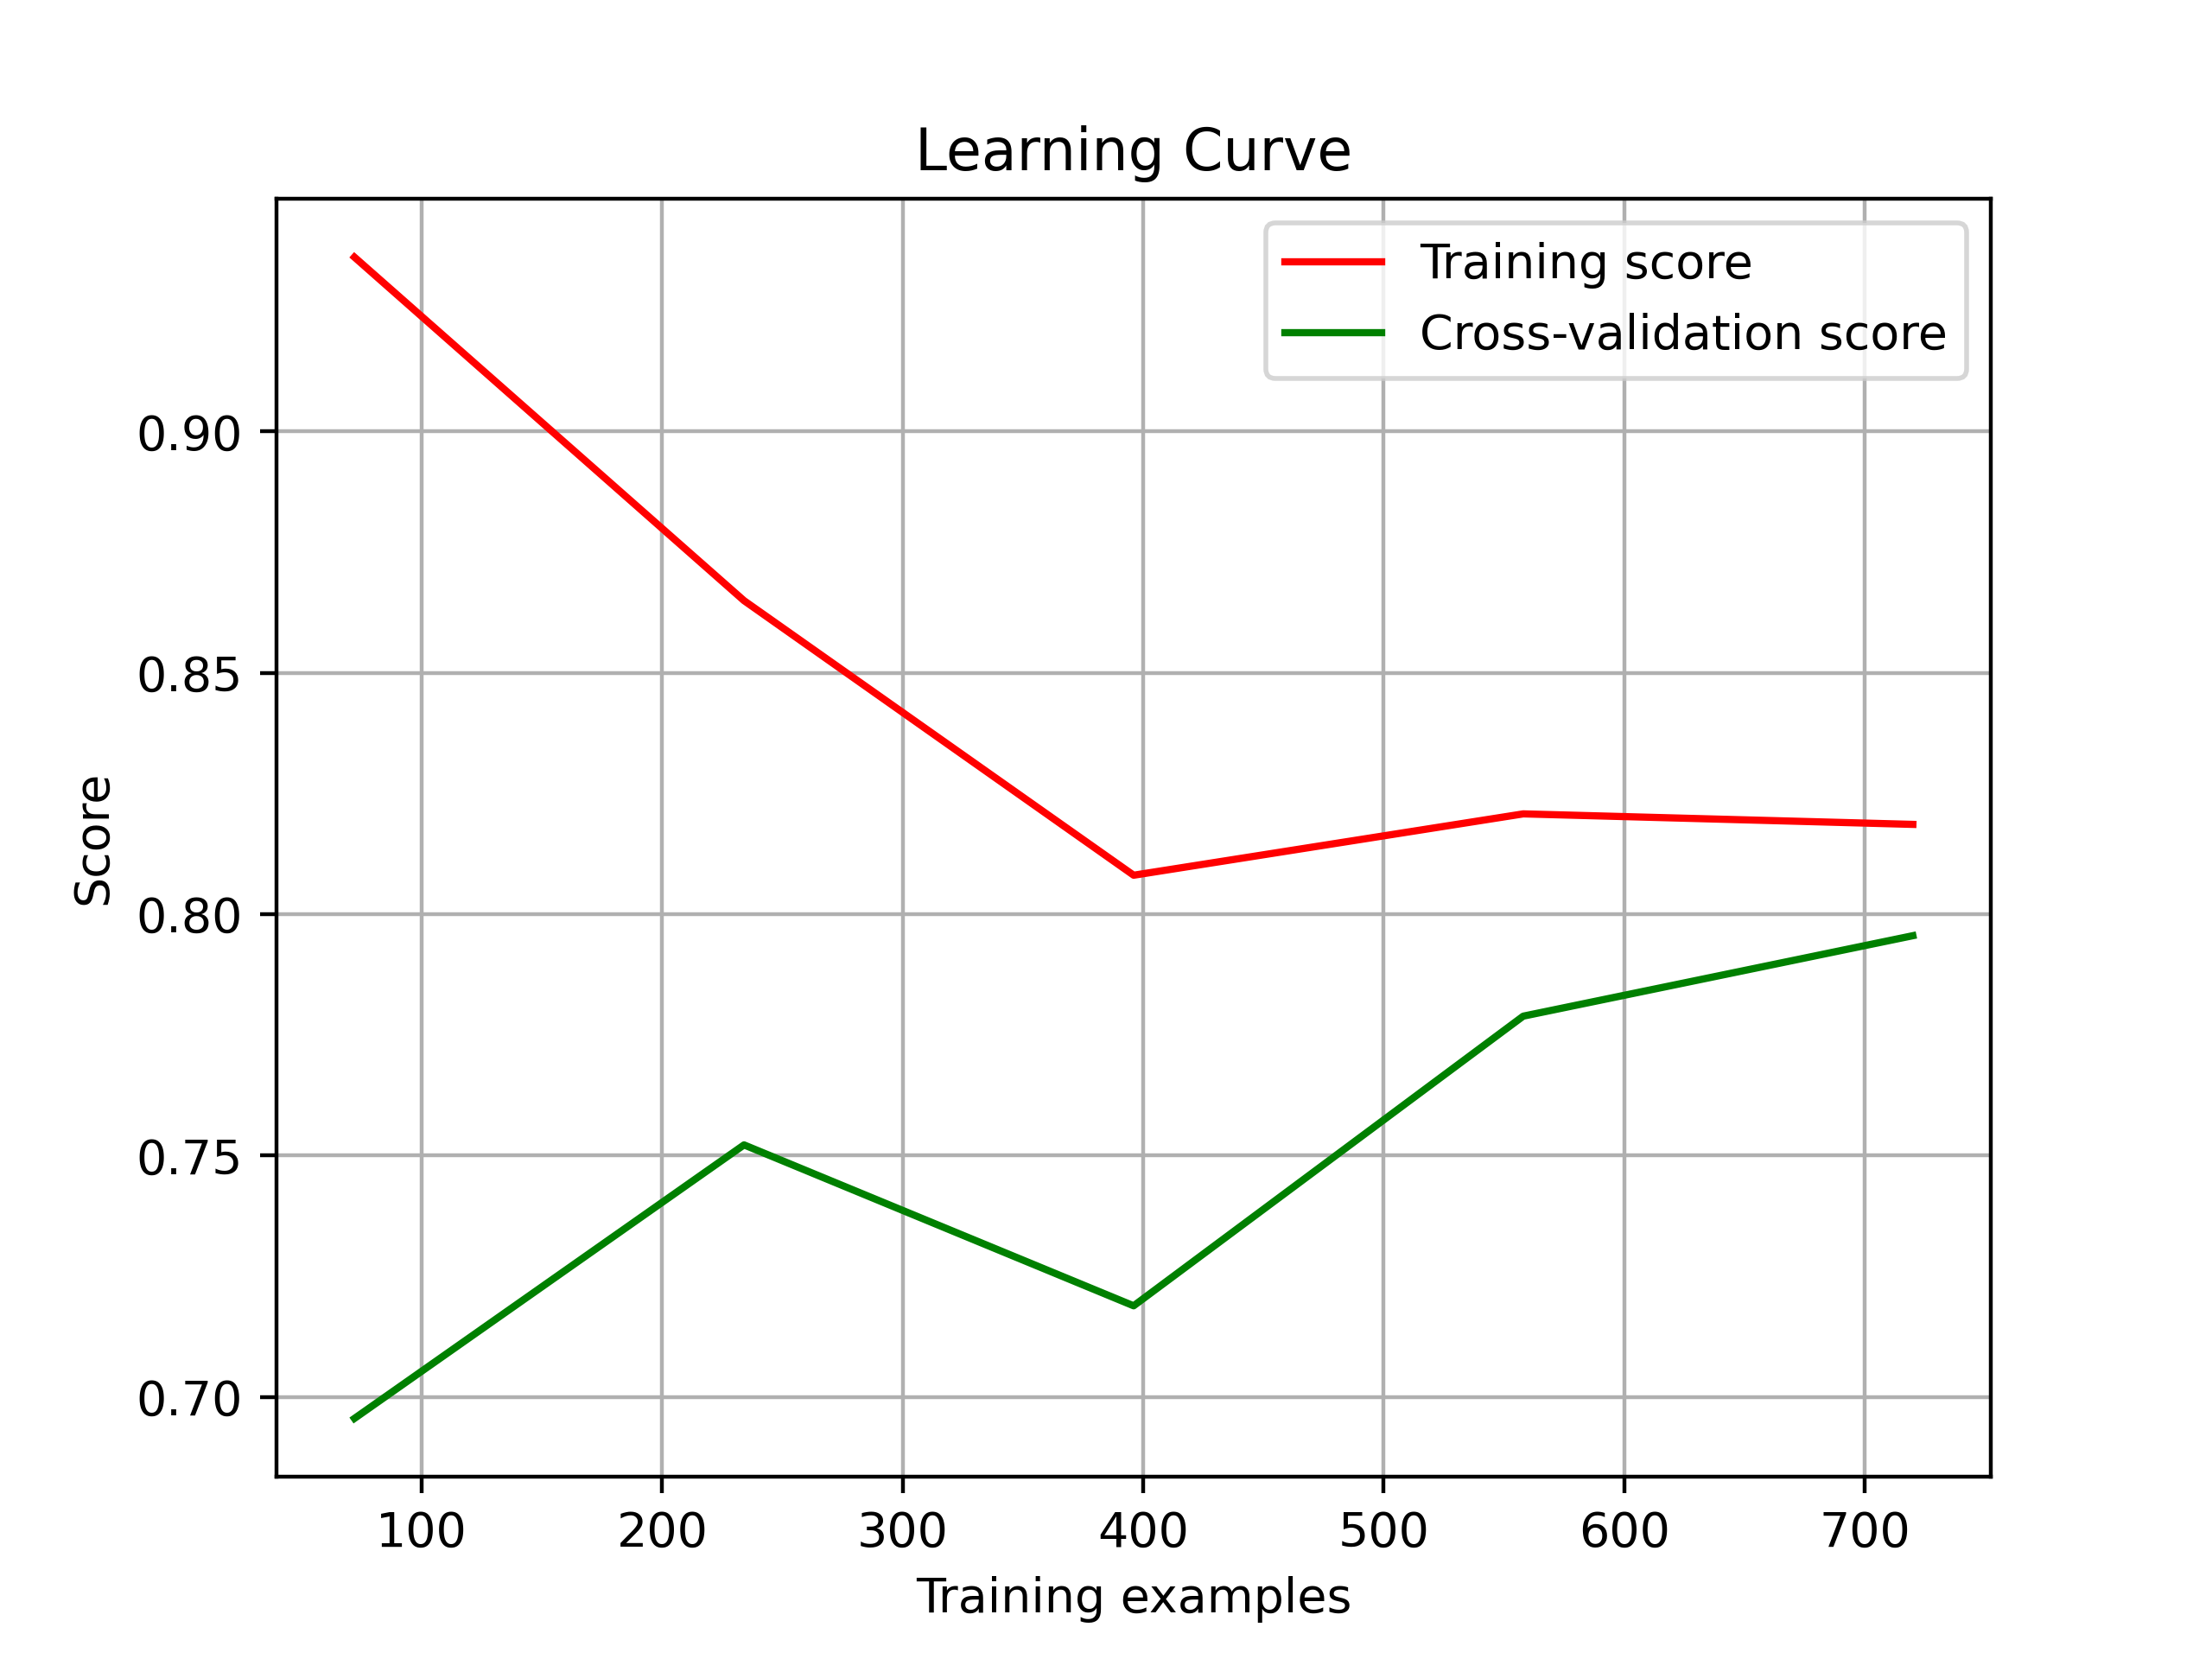 Learning Curve
Training score
Cross-validation score
0.90
0.85
0.80
0.75
0.70
Score
100 200 300 400 500 600 700
Training examples